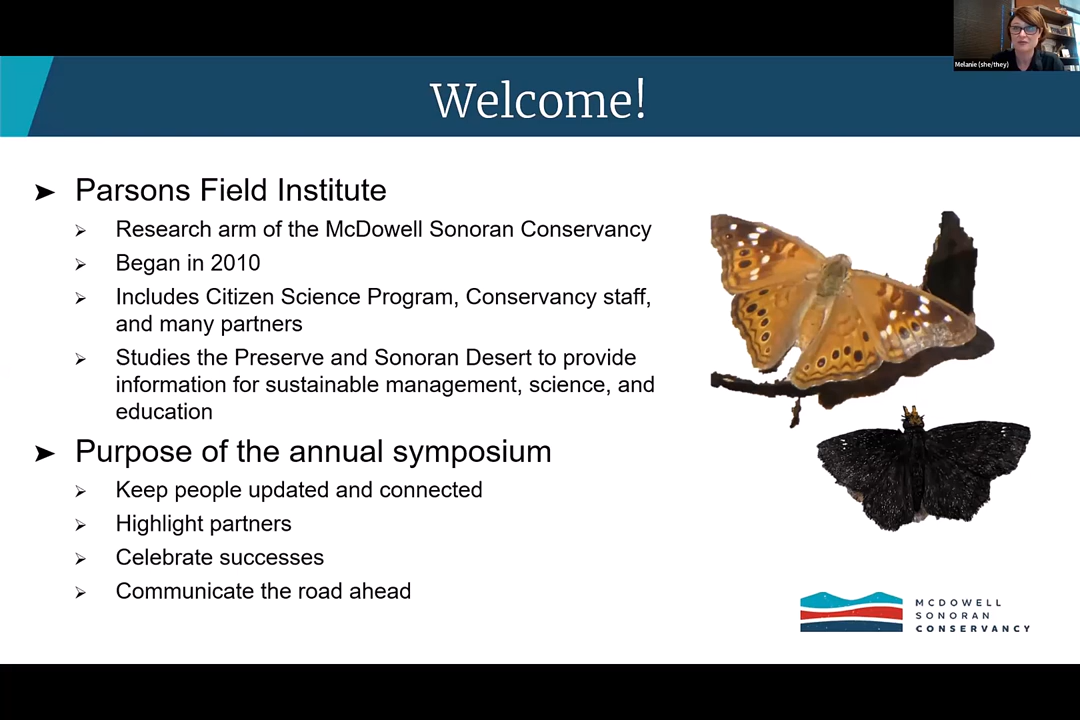 Melanie (she/they)
Welcome!
Parsons Field Institute
Research arm of the McDowell Sonoran Conservancy
Began in 2010
Includes Citizen Science Program, Conservancy staff,
and many partners
Studies the Preserve and Sonoran Desert to provide
information for sustainable management, science, and
education
Purpose of the annual symposium
Keep people updated and connected
Highlight partners
Celebrate successes
Communicate the road ahead
MCDOWELL
SONORAN
CONSERVANCY